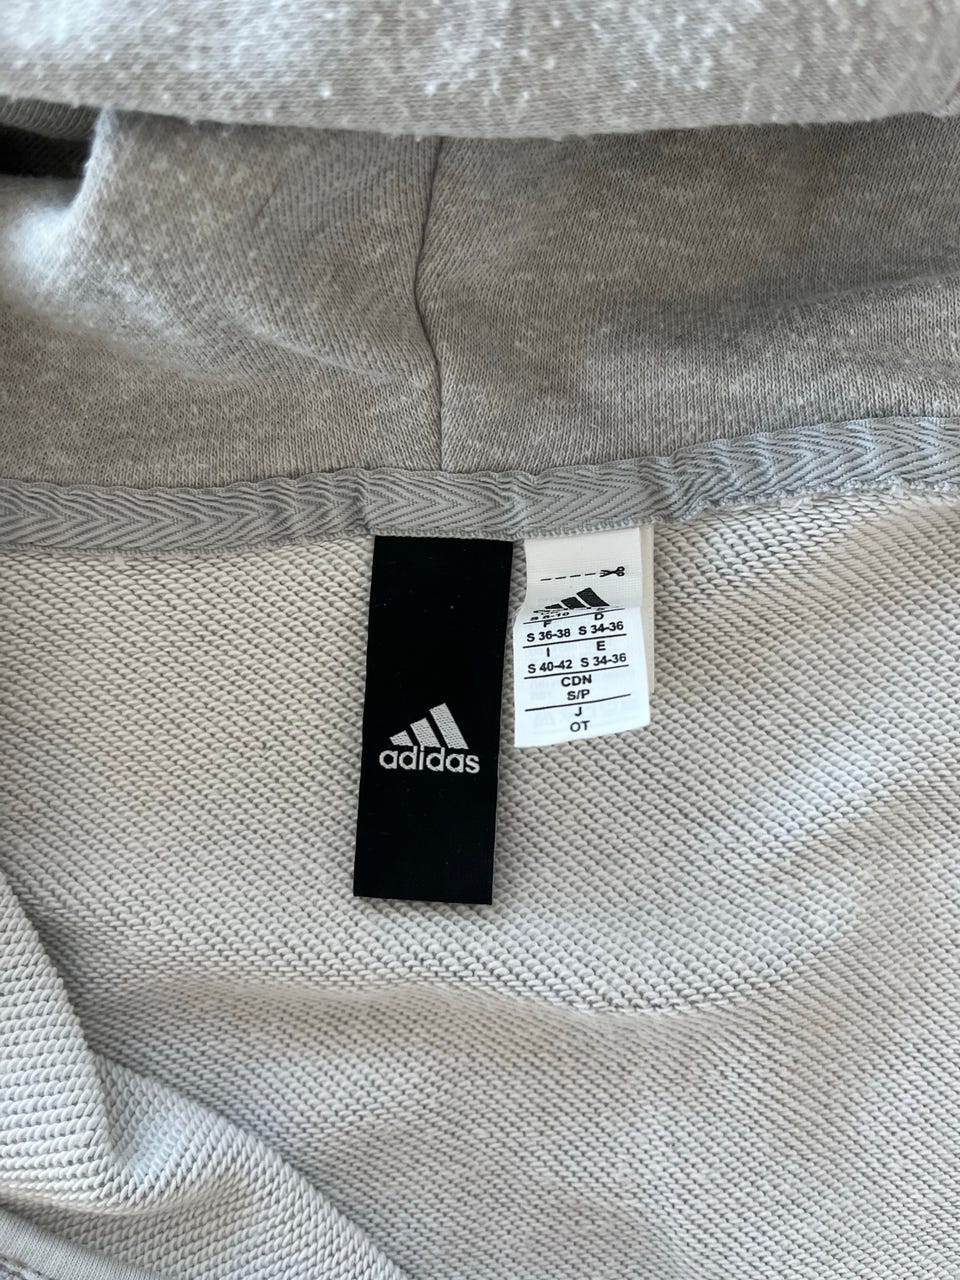 adidas
F D
S 36-38 S 34-36
I E
S 40-42 S 34-36
CDN
S/P
J
OT